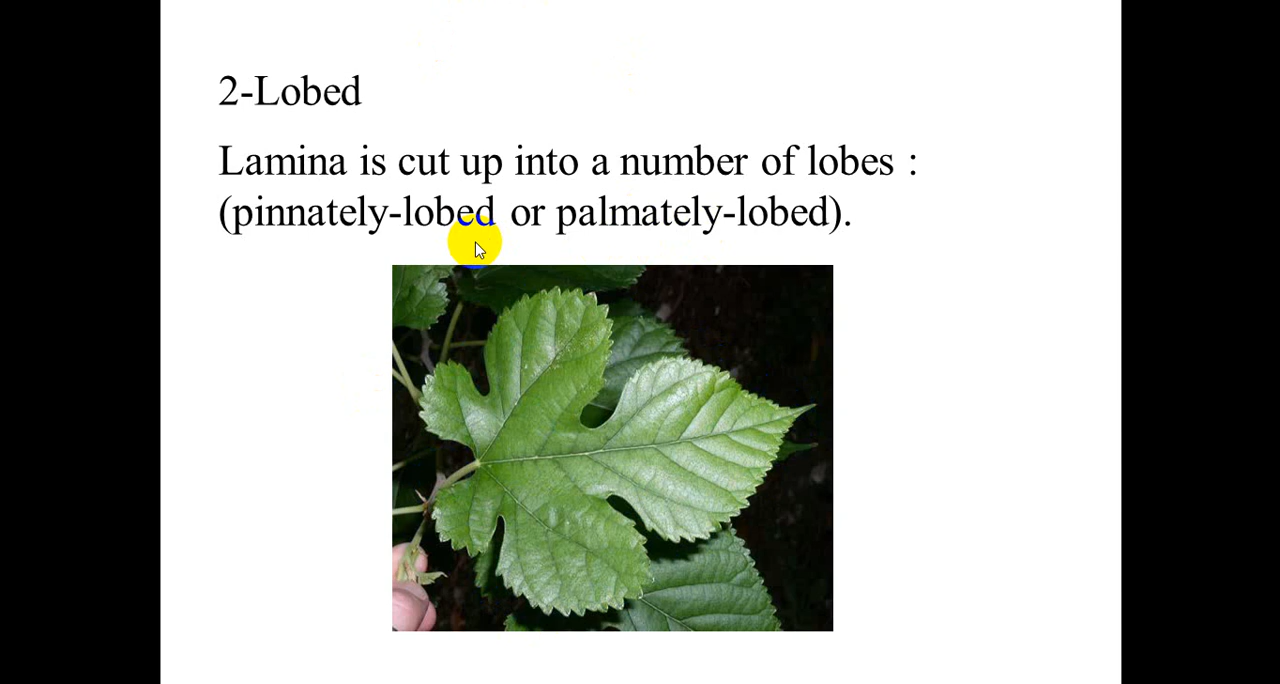 2-Lobed
Lamina is cut up into a number of lobes :
(pinnately-lobed or palmately-lobed).